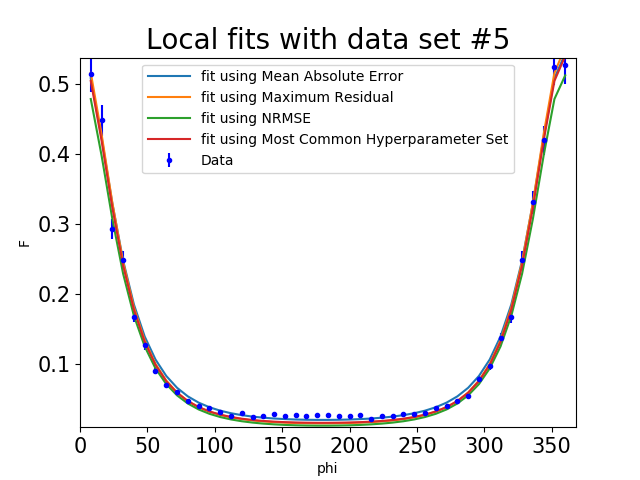 Local fits with data set #5
fit using Mean Absolute Error
fit using Maximum Residual
fit using NRMSE
fit using Most Common Hyperparameter Set
Data
0.5
0.4
0.3
0.2
0.1
F
0 50 100 150 200 250 300 350
phi